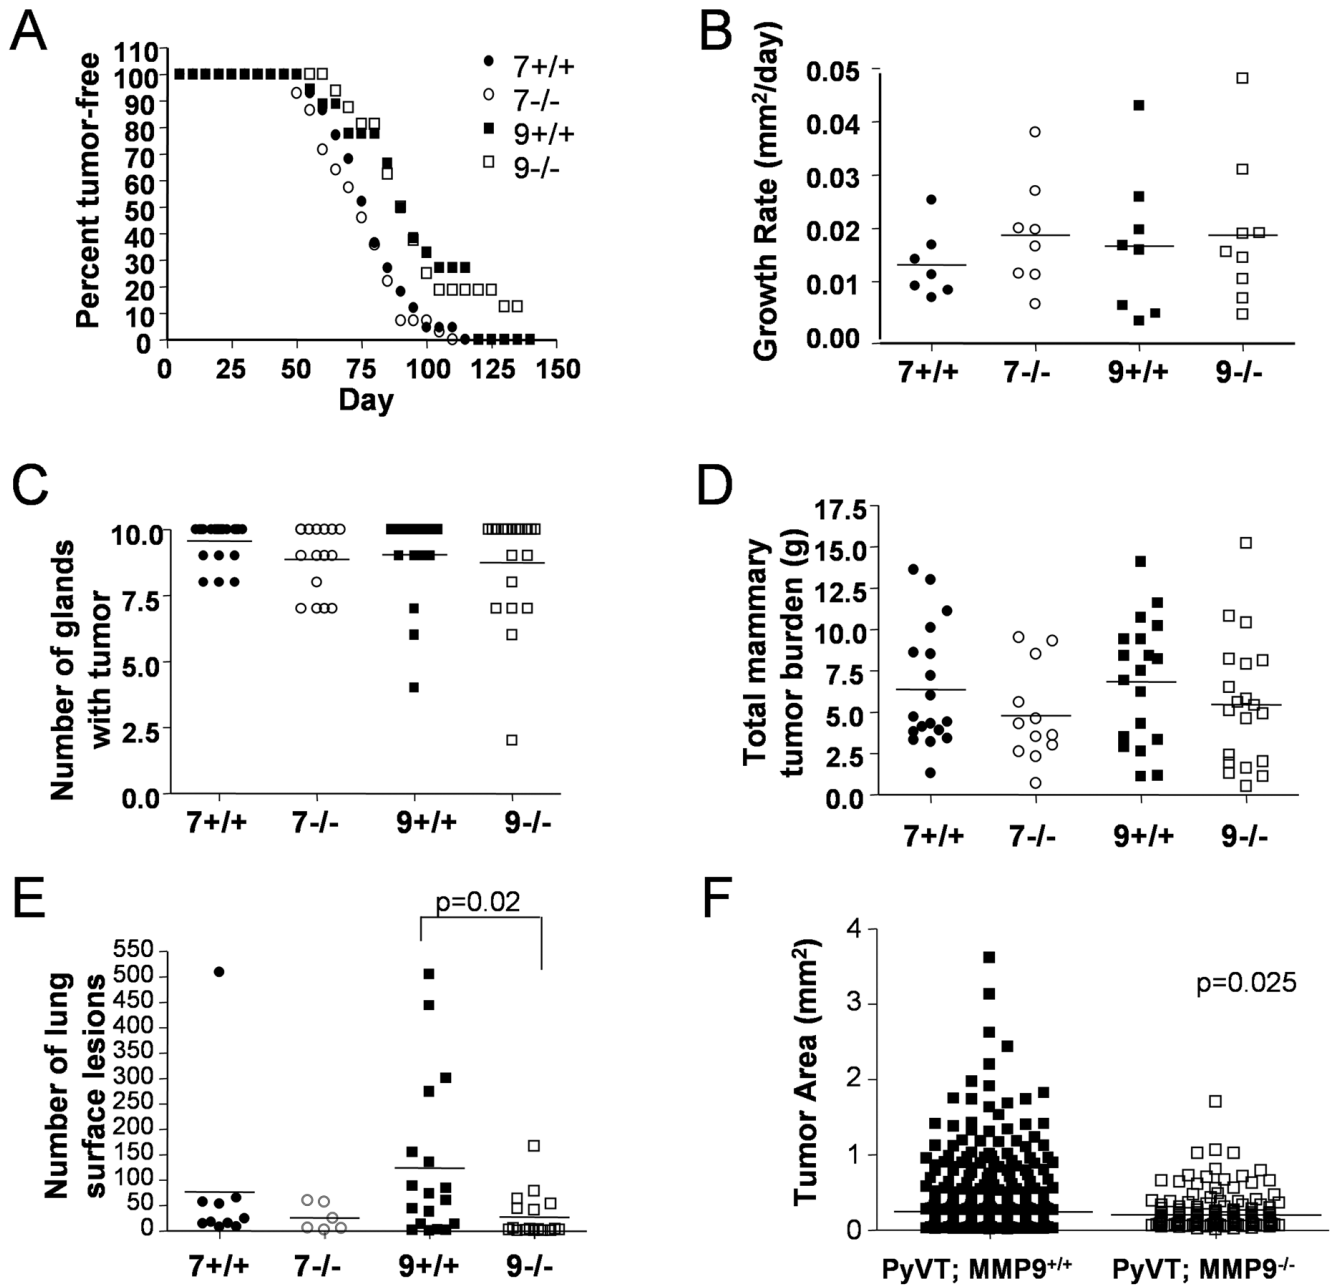 A
Percent tumor-free
110
100
90
80
70
60
50
40
30
20
10
0
0 25 50 75 100 125 150
Day
7+/+
7-/-
9+/+
9-/-
B
Growth Rate (mm²/day)
0.05
0.04
0.03
0.02
0.01
0.00
7+/+ 7-/- 9+/+ 9-/-
C
Number of glands
with tumor
10.0
7.5
5.0
2.5
0.0
7+/+ 7-/- 9+/+ 9-/-
D
Total mammary
tumor burden (g)
17.5
15.0
12.5
10.0
7.5
5.0
2.5
0.0
7+/+ 7-/- 9+/+ 9-/-
E
Number of lung
surface lesions
550
500
450
400
350
300
250
200
150
100
50
0
p=0.02
7+/+ 7-/- 9+/+ 9-/-
F
Tumor Area (mm²)
4
3
2
1
0
p=0.025
PyVT; MMP9+/+ PyVT; MMP9-/-